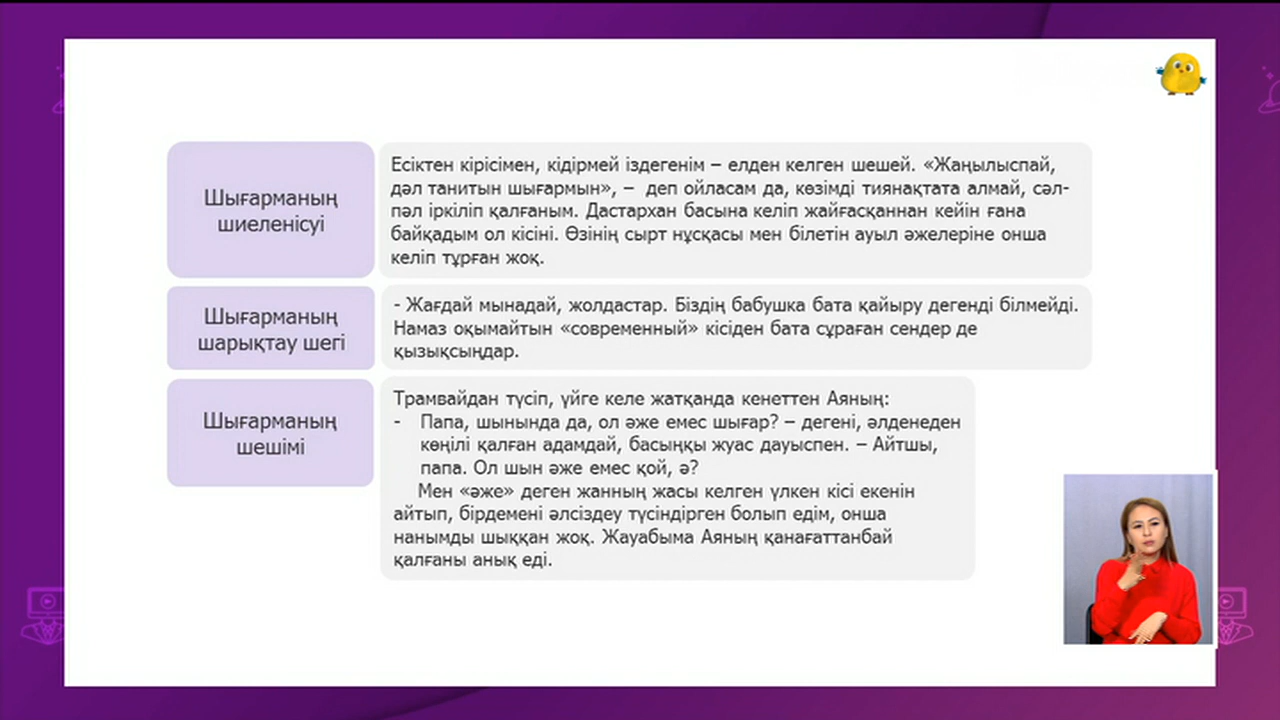 Шығарманың
шиеленісуі
Есіктен кірісімен, кідірмей іздегенім – елден келген шешей. «Жаңылыспай,
дәл танитын шығармын», – деп ойласам да, көзімді тиянақтата алмай, сәл-
пәл іркіліп қалғаным. Дастархан басына келіп жайғасқаннан кейін ғана
байқадым ол кісіні. Өзінің сырт нұсқасы мен білетін ауыл әжелеріне онша
келіп тұрған жоқ.
Шығарманың
шарықтау шегі
- Жағдай мынадай, жолдастар. Біздің бабушка бата қайыру дегенді білмейді.
Намаз оқымайтын «современный» кісіден бата сұраған сендер де
қызықсыңдар.
Шығарманың
шешімі
Трамвайдан түсіп, үйге келе жатқанда кенеттен Аяның:
- Папа, шынында да, ол әже емес шығар? – дегені, әлденеден
көңілі қалған адамдай, басыңқы жуас дауыспен. – Айтшы,
папа. Ол шын әже емес қой, ә?
Мен «әже» деген жанның жасы келген үлкен кісі екенін
айтып, бірдемені әлсіздеу түсіндірген болып едім, онша
нанымды шыққан жоқ. Жауабыма Аяның қанағаттанбай
қалғаны анық еді.